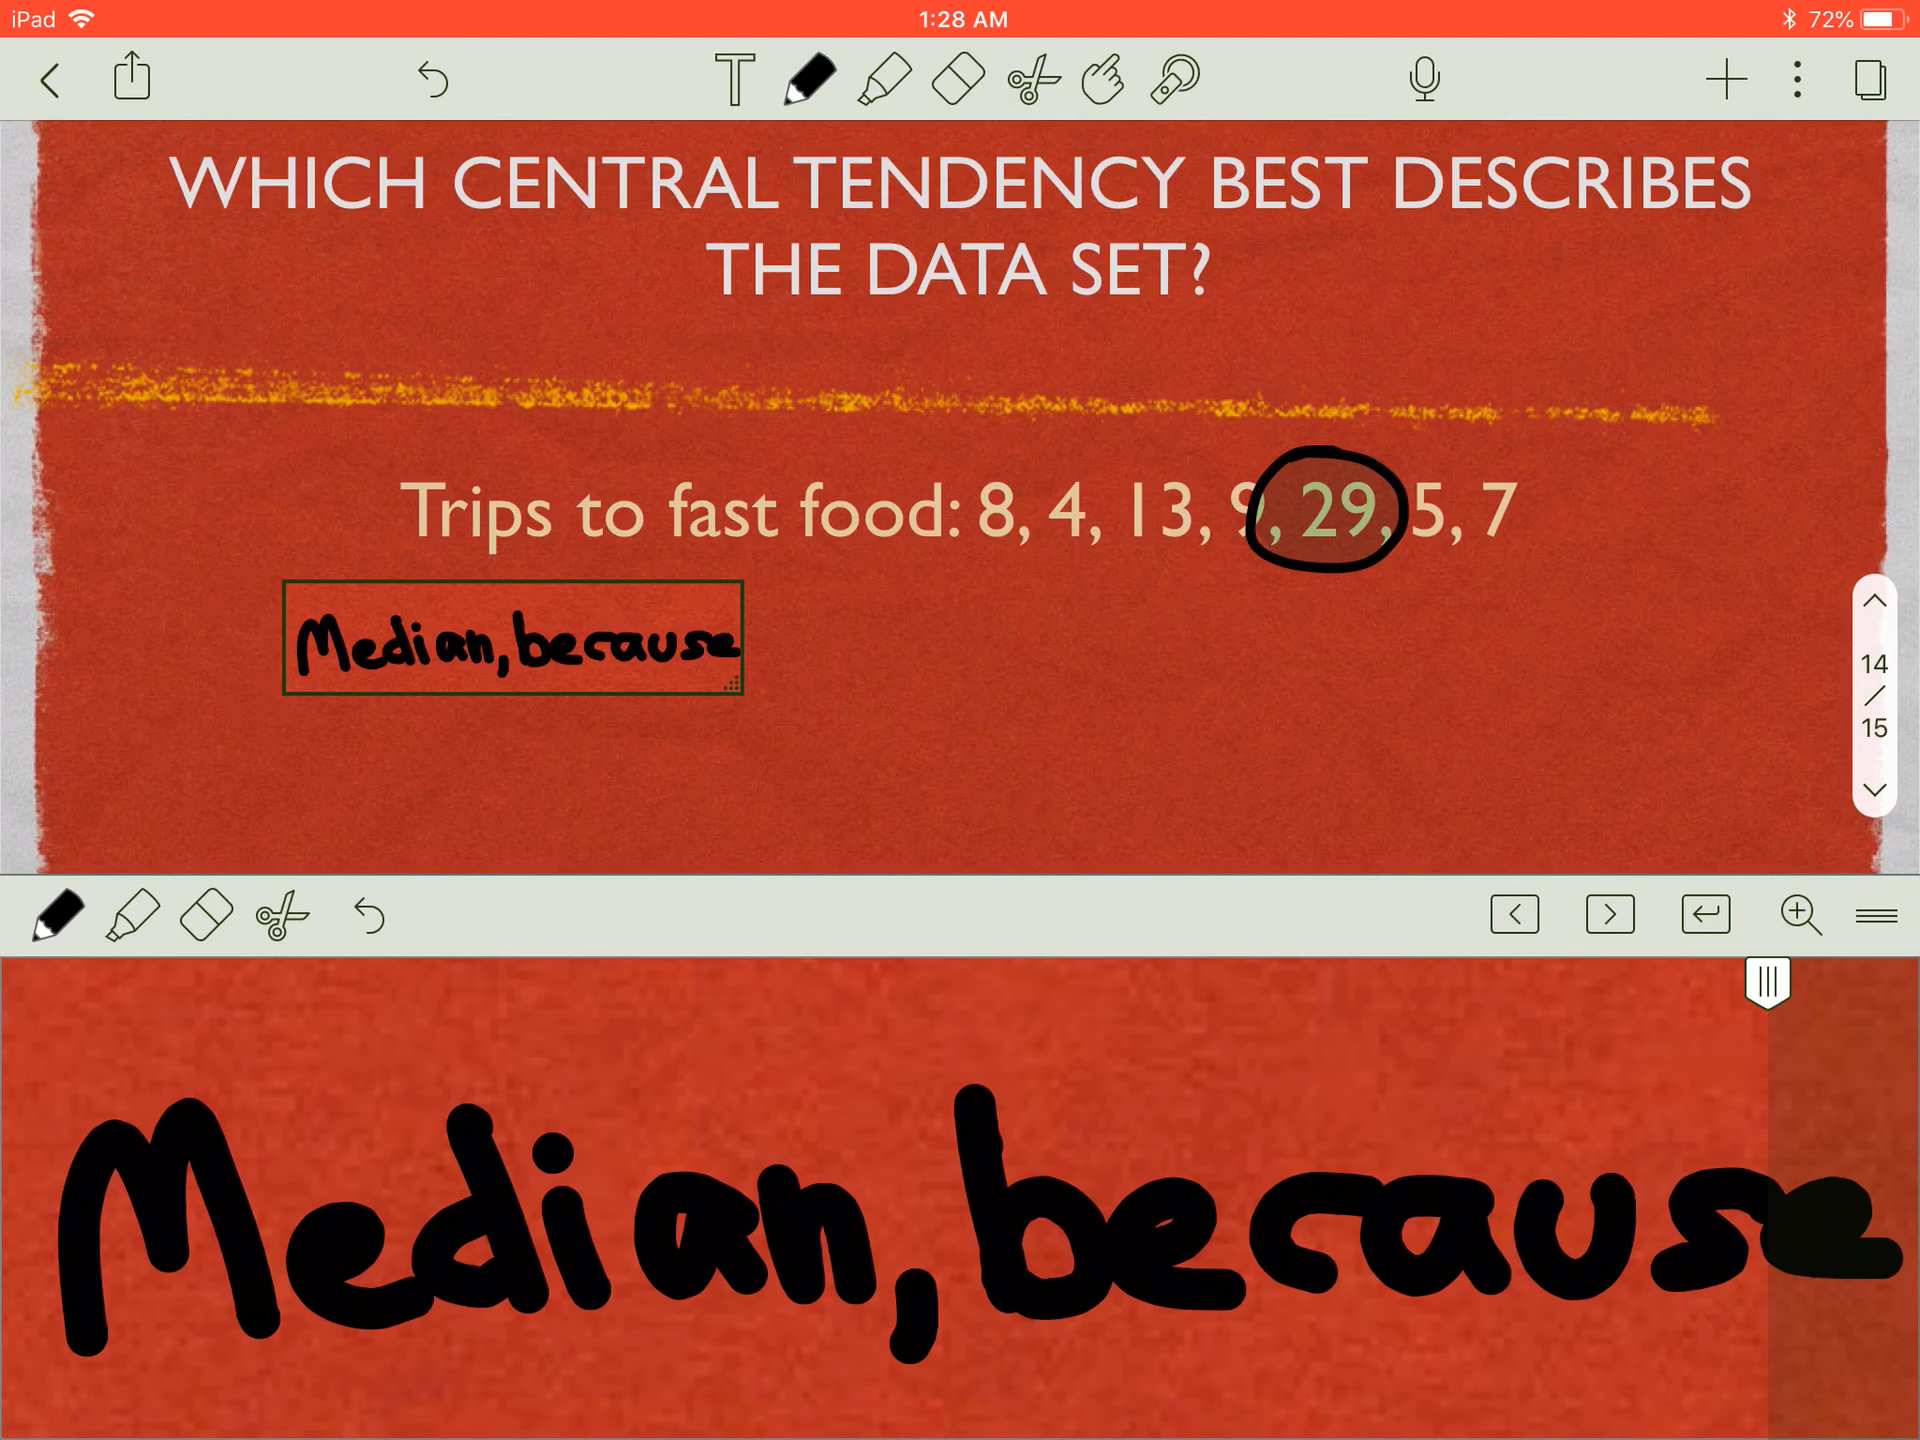 iPad 1:28 AM 72%
WHICH CENTRAL TENDENCY BEST DESCRIBES
THE DATA SET?
Trips to fast food: 8, 4, 13, 9, 29, 5, 7
Median, because
14
/
15
Median, because